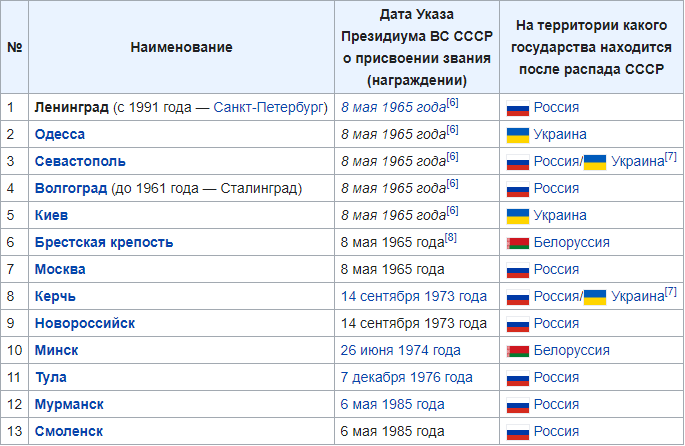 № Наименование Дата Указа Президиума ВС СССР о присвоении звания (награждении) На территории какого государства находится после распада СССР
1 Ленинград (с 1991 года — Санкт-Петербург) 8 мая 1965 года[6] Россия
2 Одесса 8 мая 1965 года[6] Украина
3 Севастополь 8 мая 1965 года[6] Россия/ Украина[7]
4 Волгоград (до 1961 года — Сталинград) 8 мая 1965 года[6] Россия
5 Киев 8 мая 1965 года[6] Украина
6 Брестская крепость 8 мая 1965 года[8] Белоруссия
7 Москва 8 мая 1965 года Россия
8 Керчь 14 сентября 1973 года Россия/ Украина[7]
9 Новороссийск 14 сентября 1973 года Россия
10 Минск 26 июня 1974 года Белоруссия
11 Тула 7 декабря 1976 года Россия
12 Мурманск 6 мая 1985 года Россия
13 Смоленск 6 мая 1985 года Россия